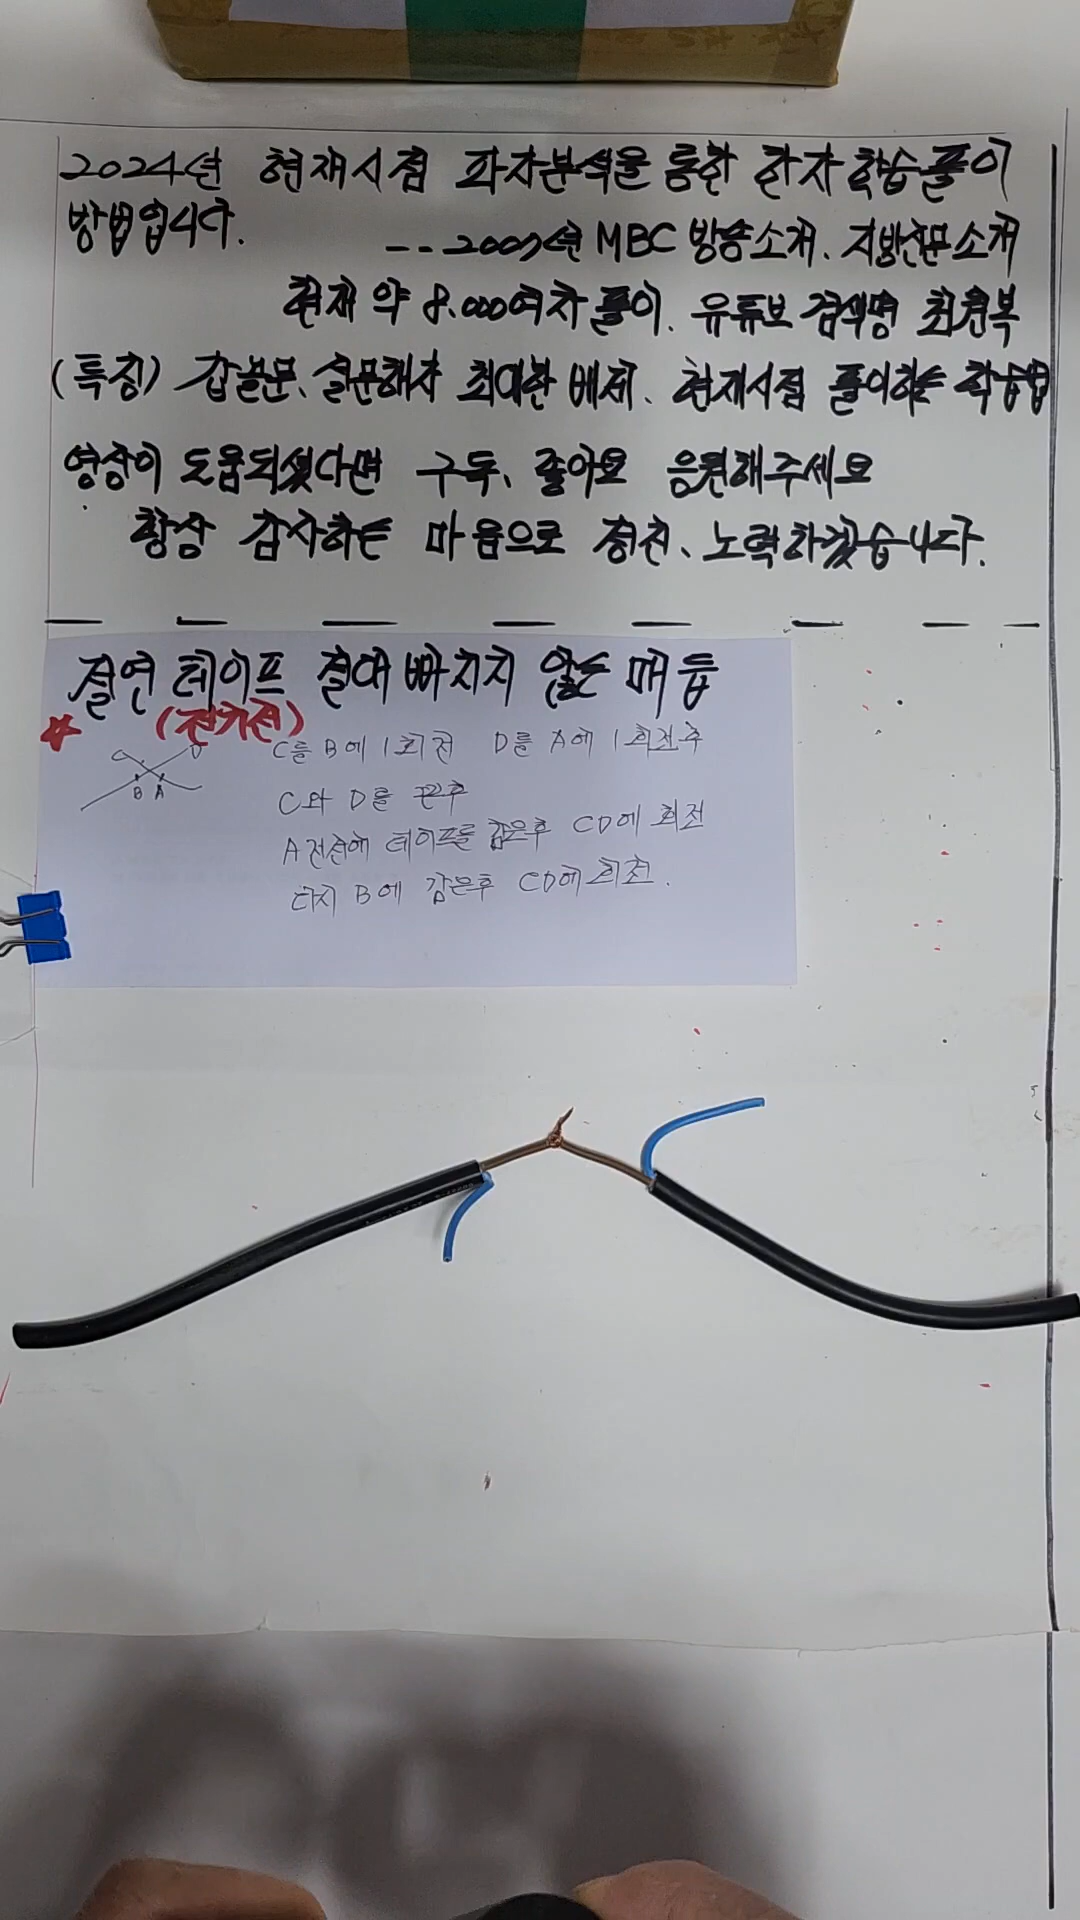 2024년 현재시점 파자분석을 통한 한자 학습풀이
방법입니다.
--- 2009년 MBC 방송소개. 지방신문소개
현재 약 8.000여자 풀이. 유튜브 검색명 최원복
(특징) 갑골문, 설문해자 최대한 배제. 현재시점 풀이하는 학습법
영상이 도움되셨다면 구독, 좋아요 응원해주세요
항상 감사하는 마음으로 정진, 노력하겠습니다.
절연 테이프 절대 빠지지 않는 매듭
(전기선)
C를 B에 1회전 D를 A에 1회전후
B A
C와 D를 꼰후
A전선에 테이프를 감은후 CD에 회전
다시 B에 감은후 CD에 회전.